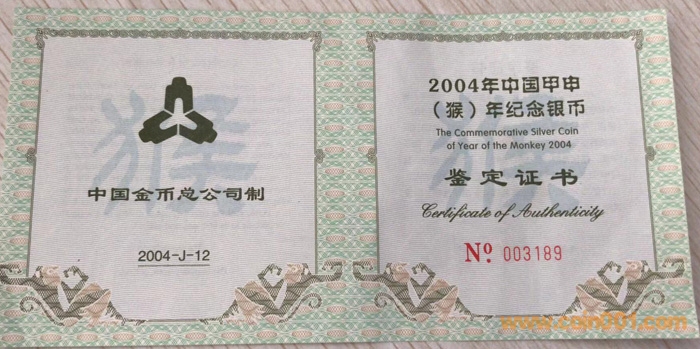 猴
中国金币总公司制
2004-J-12
猴
2004年中国甲申
（猴）年纪念银币
The Commemorative Silver Coin
of Year of the Monkey 2004
鉴定证书
Certificate of Authenticity
Nº 003189